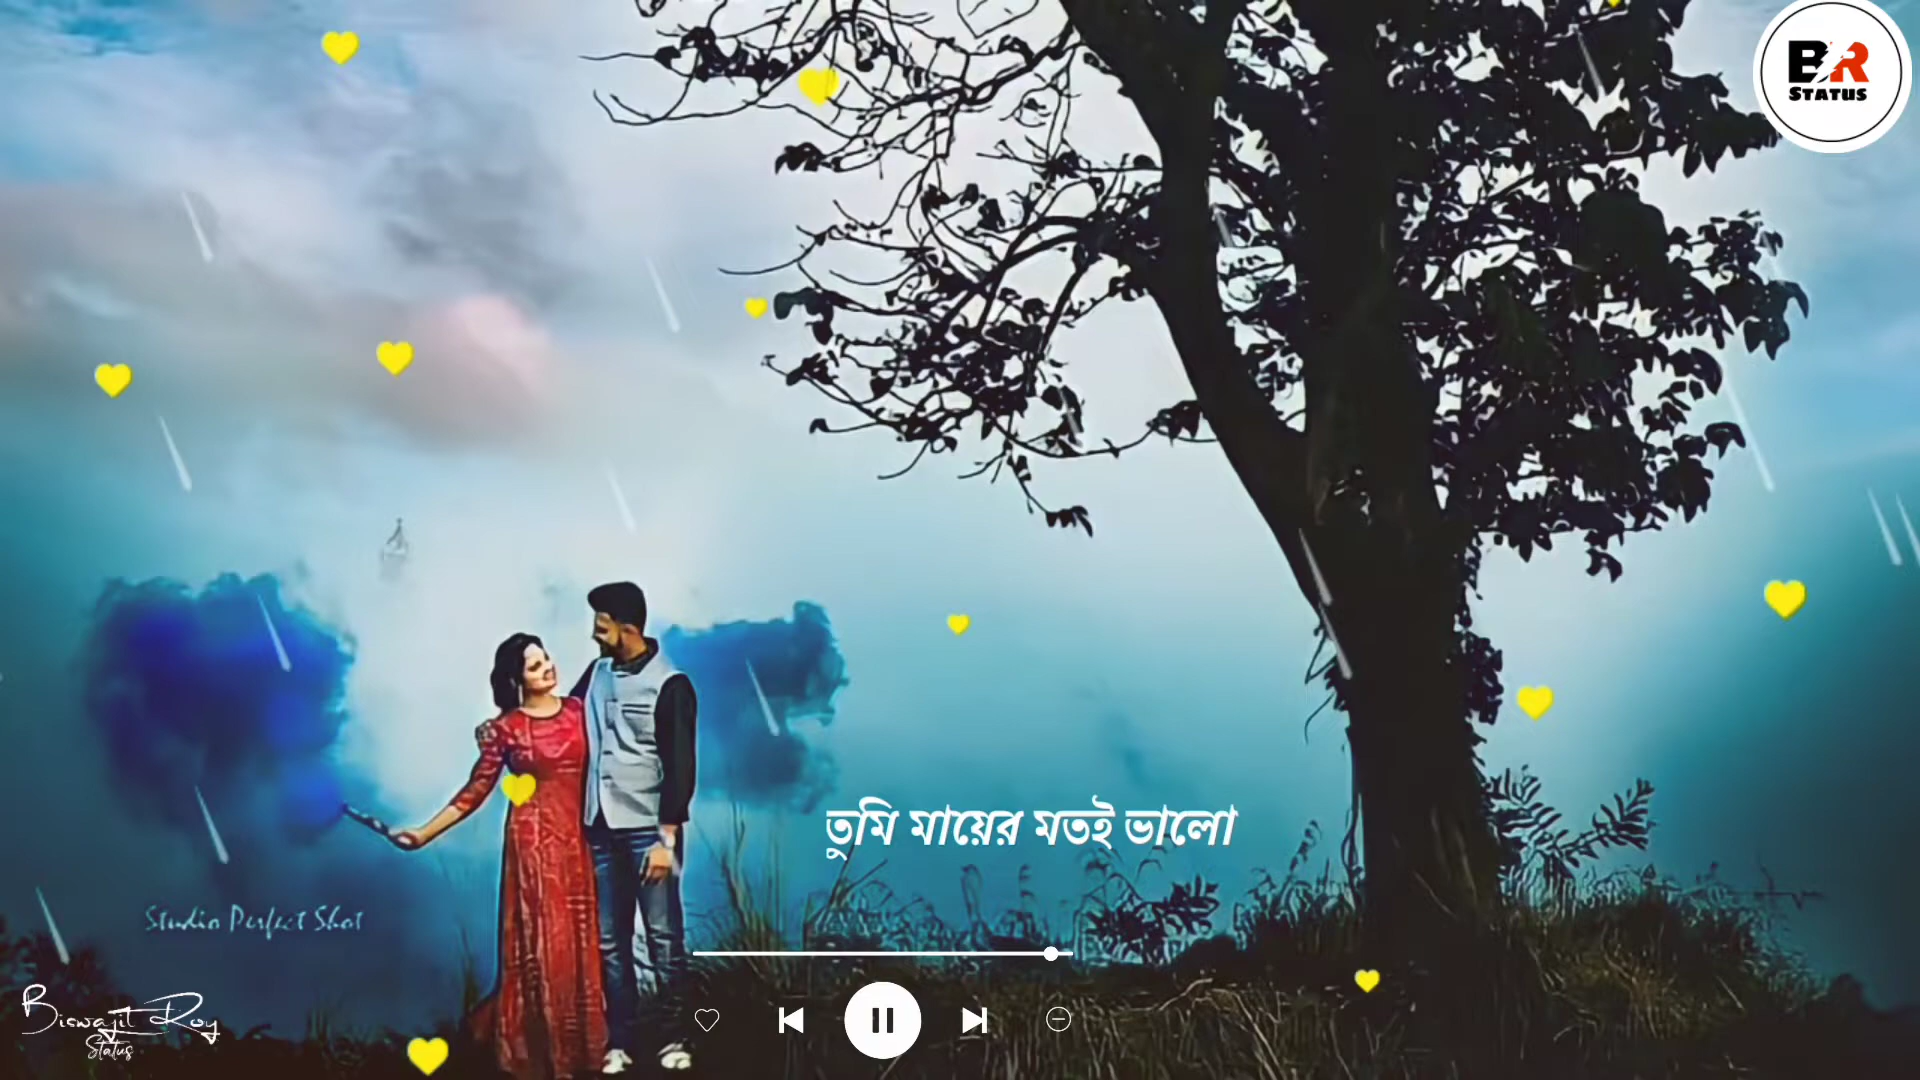 BR
STATUS
তুমি মায়ের মতই ভালো
Studio Perfect Shot
Biswajit Roy
Status